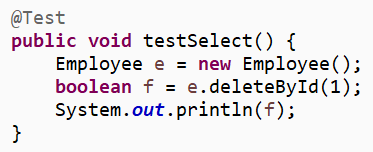 @Test
public void testSelect() {
    Employee e = new Employee();
    boolean f = e.deleteById(1);
    System.out.println(f);
}